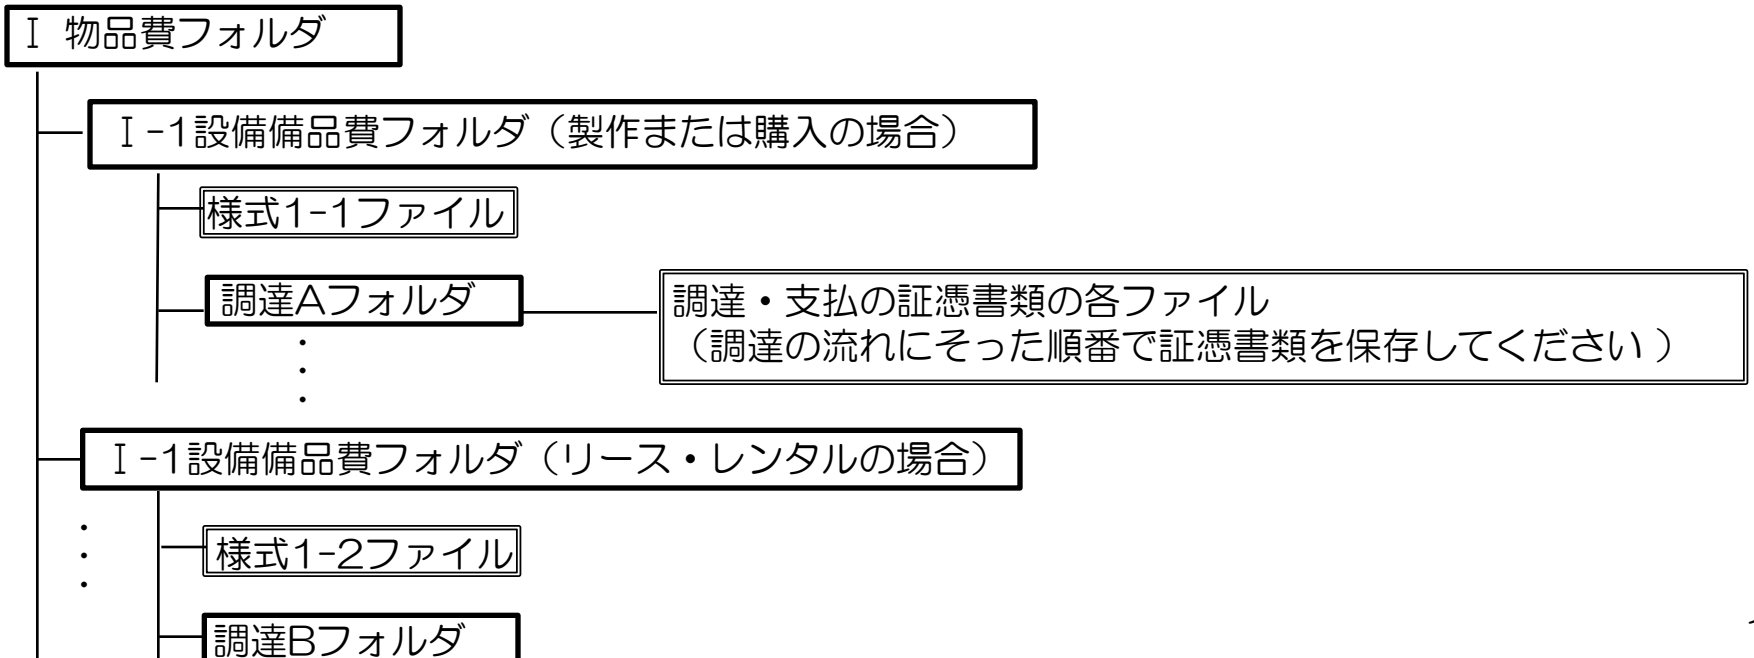 Ⅰ 物品費フォルダ
Ⅰ-1設備備品費フォルダ（製作または購入の場合）
様式1-1ファイル
調達Aフォルダ
調達・支払の証憑書類の各ファイル
（調達の流れにそった順番で証憑書類を保存してください ）
・
・
・
Ⅰ-1設備備品費フォルダ（リース・レンタルの場合）
・
・
・
様式1-2ファイル
調達Bフォルダ